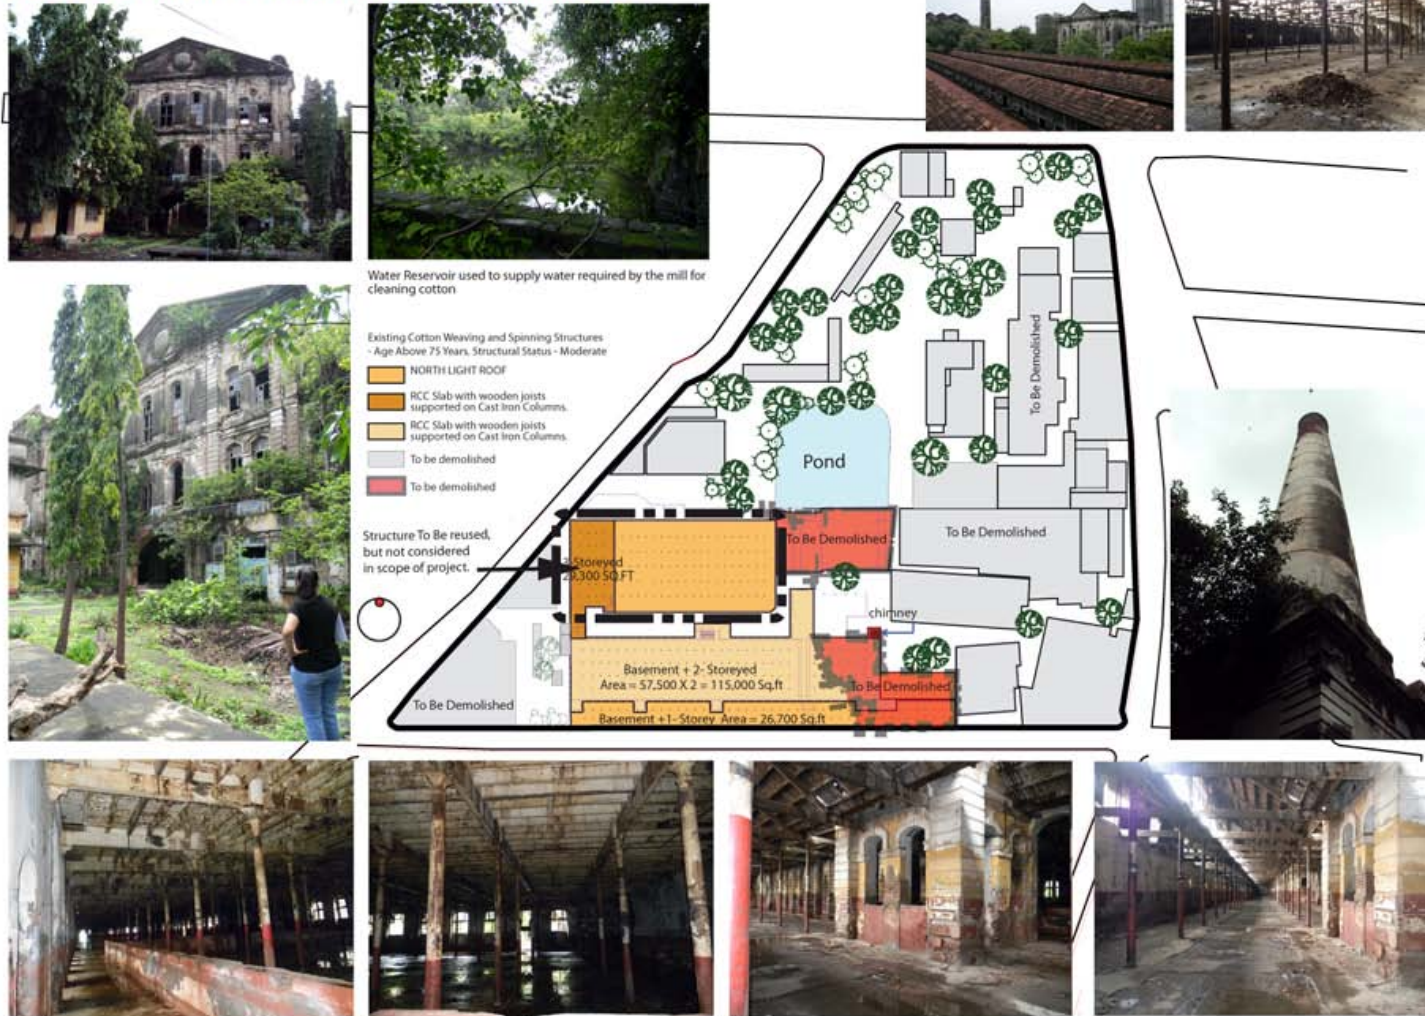 Water Reservoir used to supply water required by the mill for
cleaning cotton
Existing Cotton Weaving and Spinning Structures
- Age Above 75 Years, Structural Status - Moderate
NORTH LIGHT ROOF
RCC Slab with wooden joists
supported on Cast Iron Columns.
RCC Slab with wooden joists
supported on Cast Iron Columns.
To be demolished
To be demolished
Structure To Be reused,
but not considered
in scope of project.
To Be Demolished
Pond
To Be Demolished
To Be Demolished
Storeyed
SQ.FT
chimney
Basement + 2- Storeyed
Area = 57,500 X 2 = 115,000 Sq.ft
To Be Demolished
To Be Demolished
Basement +1- Storey Area = 26,700 Sq.ft